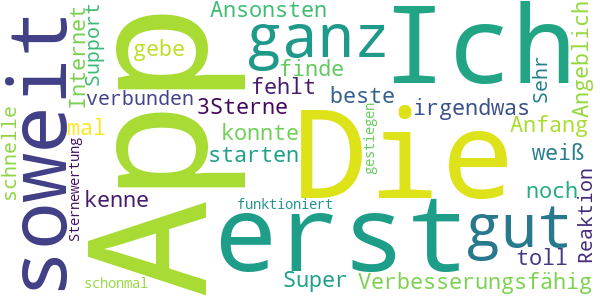 soweit
App
Die
Ich
erst
gut
ganz
Ansonsten
Internet
Support
gebe
finde
verbunden
fehlt
3Sterne
beste
irgendwas
Sehr
Angeblich
schnelle
mal
konnte
Anfang
starten
gestiegen
weiß
sternewertung
kenne
funktioniert
noch
toll
Reaktion
schonmal
Super
Verbesserungsfähig